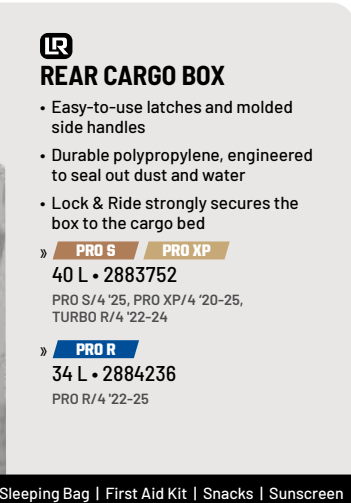 LR
REAR CARGO BOX
• Easy-to-use latches and molded
side handles
• Durable polypropylene, engineered
to seal out dust and water
• Lock & Ride strongly secures the
box to the cargo bed
» PRO S PRO XP
40 L • 2883752
PRO S/4 '25, PRO XP/4 ‘20-25,
TURBO R/4 '22-24
» PRO R
34 L • 2884236
PRO R/4 '22-25
Sleeping Bag | First Aid Kit | Snacks | Sunscreen